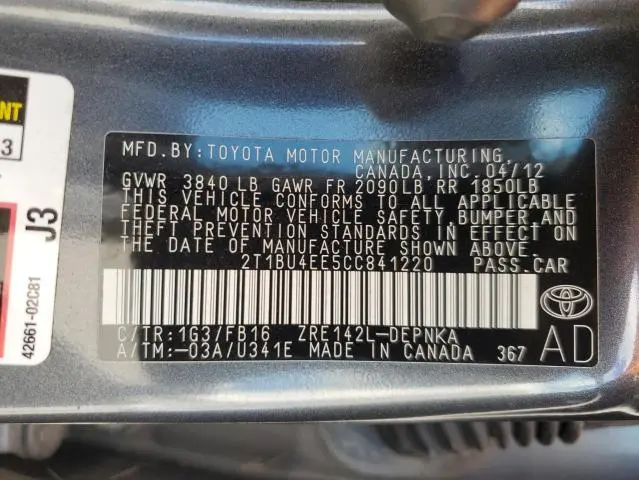 NT
3
J3
42661-02C81
MFD. BY: TOYOTA MOTOR MANUFACTURING,
CANADA, INC. 04/12
GVWR 3840 LB GAWR FR 2090LB RR 1850LB
THIS VEHICLE CONFORMS TO ALL APPLICABLE
FEDERAL MOTOR VEHICLE SAFETY, BUMPER AND
THEFT PREVENTION STANDARDS IN EFFECT ON
THE DATE OF MANUFACTURE SHOWN ABOVE.
2T1BU4EE5CC841220 PASS.CAR
C/TR:1G3/FB16 ZRE142L-DEPNKA
A/TM:-03A/U341E MADE IN CANADA 367
AD